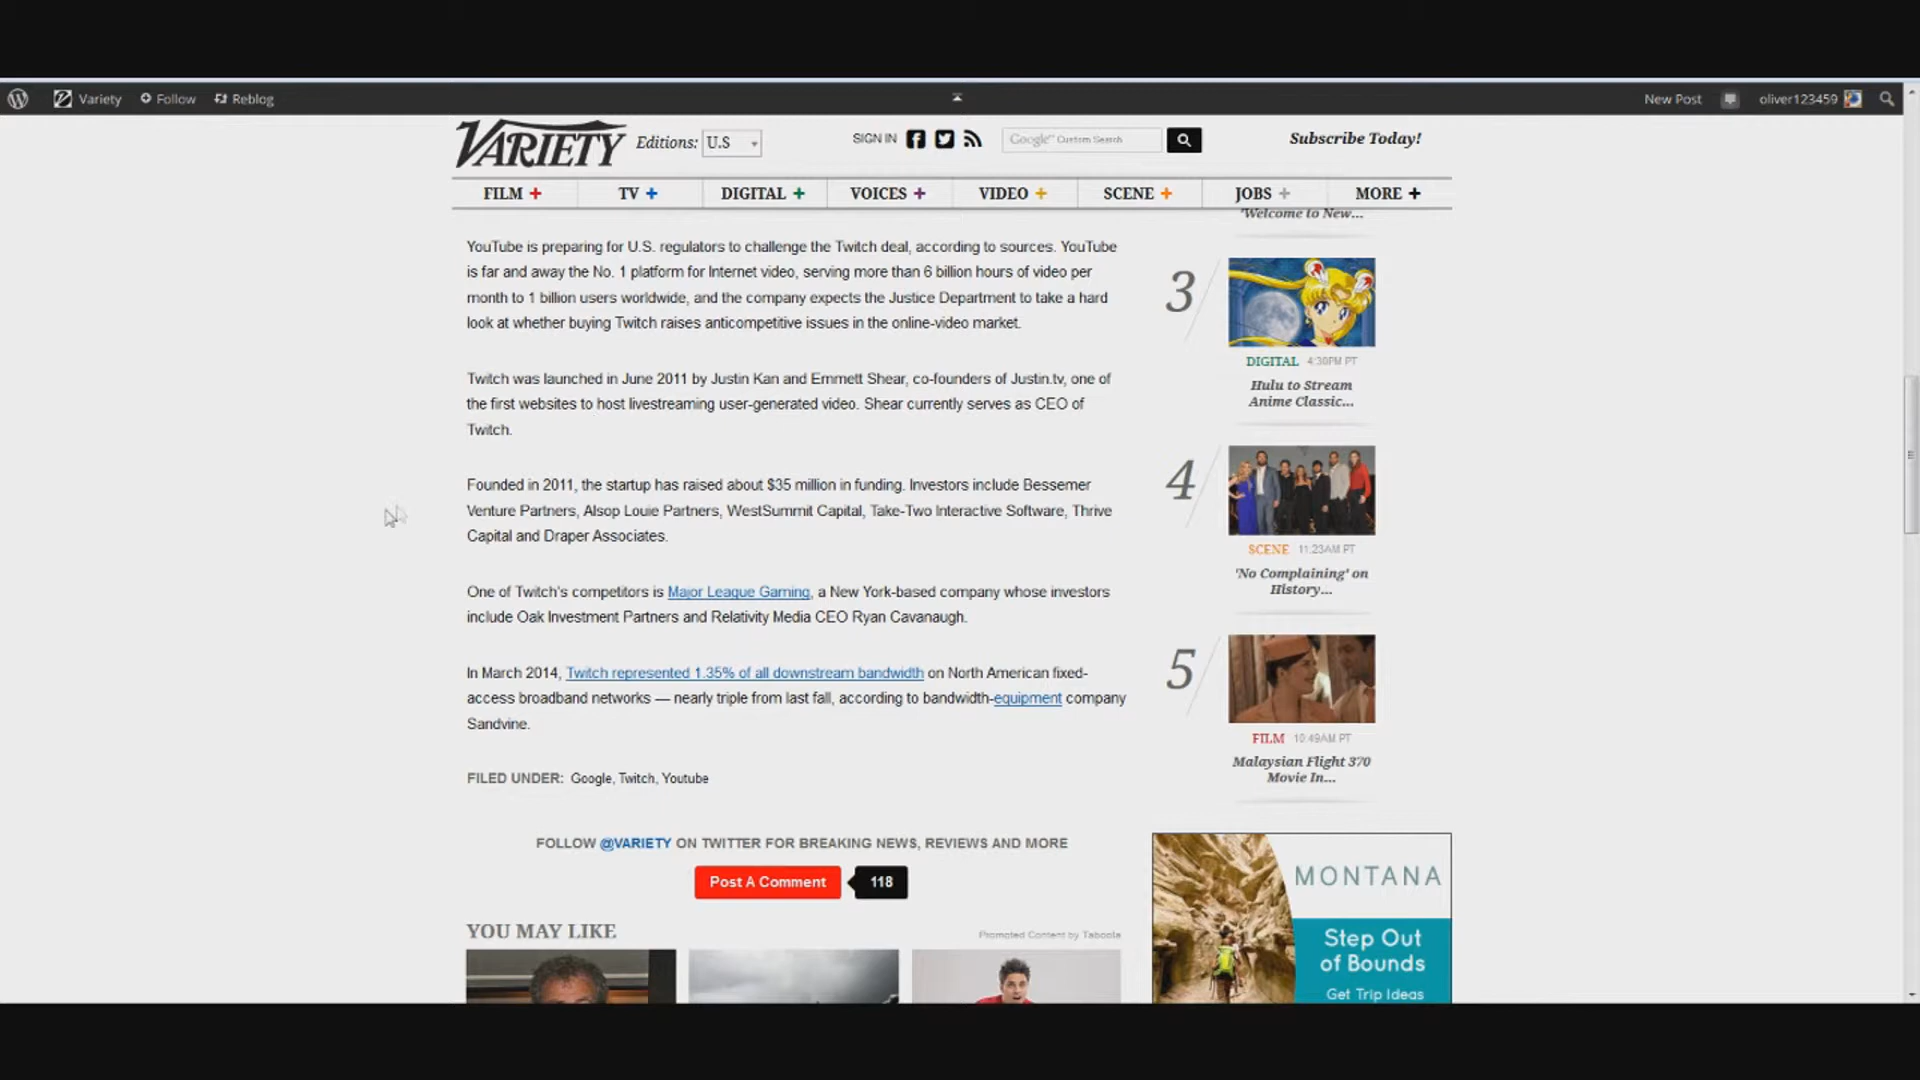 Variety Follow Reblog New Post oliver123459
VARIETY Editions: U.S SIGN IN Google™ Custom Search Subscribe Today!
FILM + TV + DIGITAL + VOICES + VIDEO + SCENE + JOBS + MORE +
YouTube is preparing for U.S. regulators to challenge the Twitch deal, according to sources. YouTube
is far and away the No. 1 platform for Internet video, serving more than 6 billion hours of video per
month to 1 billion users worldwide, and the company expects the Justice Department to take a hard
look at whether buying Twitch raises anticompetitive issues in the online-video market.
Twitch was launched in June 2011 by Justin Kan and Emmett Shear, co-founders of Justin.tv, one of
the first websites to host livestreaming user-generated video. Shear currently serves as CEO of
Twitch.
Founded in 2011, the startup has raised about $35 million in funding. Investors include Bessemer
Venture Partners, Alsop Louie Partners, WestSummit Capital, Take-Two Interactive Software, Thrive
Capital and Draper Associates.
One of Twitch's competitors is Major League Gaming, a New York-based company whose investors
include Oak Investment Partners and Relativity Media CEO Ryan Cavanaugh.
In March 2014, Twitch represented 1.35% of all downstream bandwidth on North American fixed-
access broadband networks — nearly triple from last fall, according to bandwidth-equipment company
Sandvine.
FILED UNDER: Google, Twitch, Youtube
FOLLOW @VARIETY ON TWITTER FOR BREAKING NEWS, REVIEWS AND MORE
Post A Comment 118
YOU MAY LIKE Promoted Content by Taboola
'Welcome to New...
3
DIGITAL 4:30PM PT
Hulu to Stream
Anime Classic...
4
SCENE 11:23AM PT
'No Complaining' on
History...
5
FILM 10:49AM PT
Malaysian Flight 370
Movie In...
MONTANA
Step Out
of Bounds
Get Trip Ideas